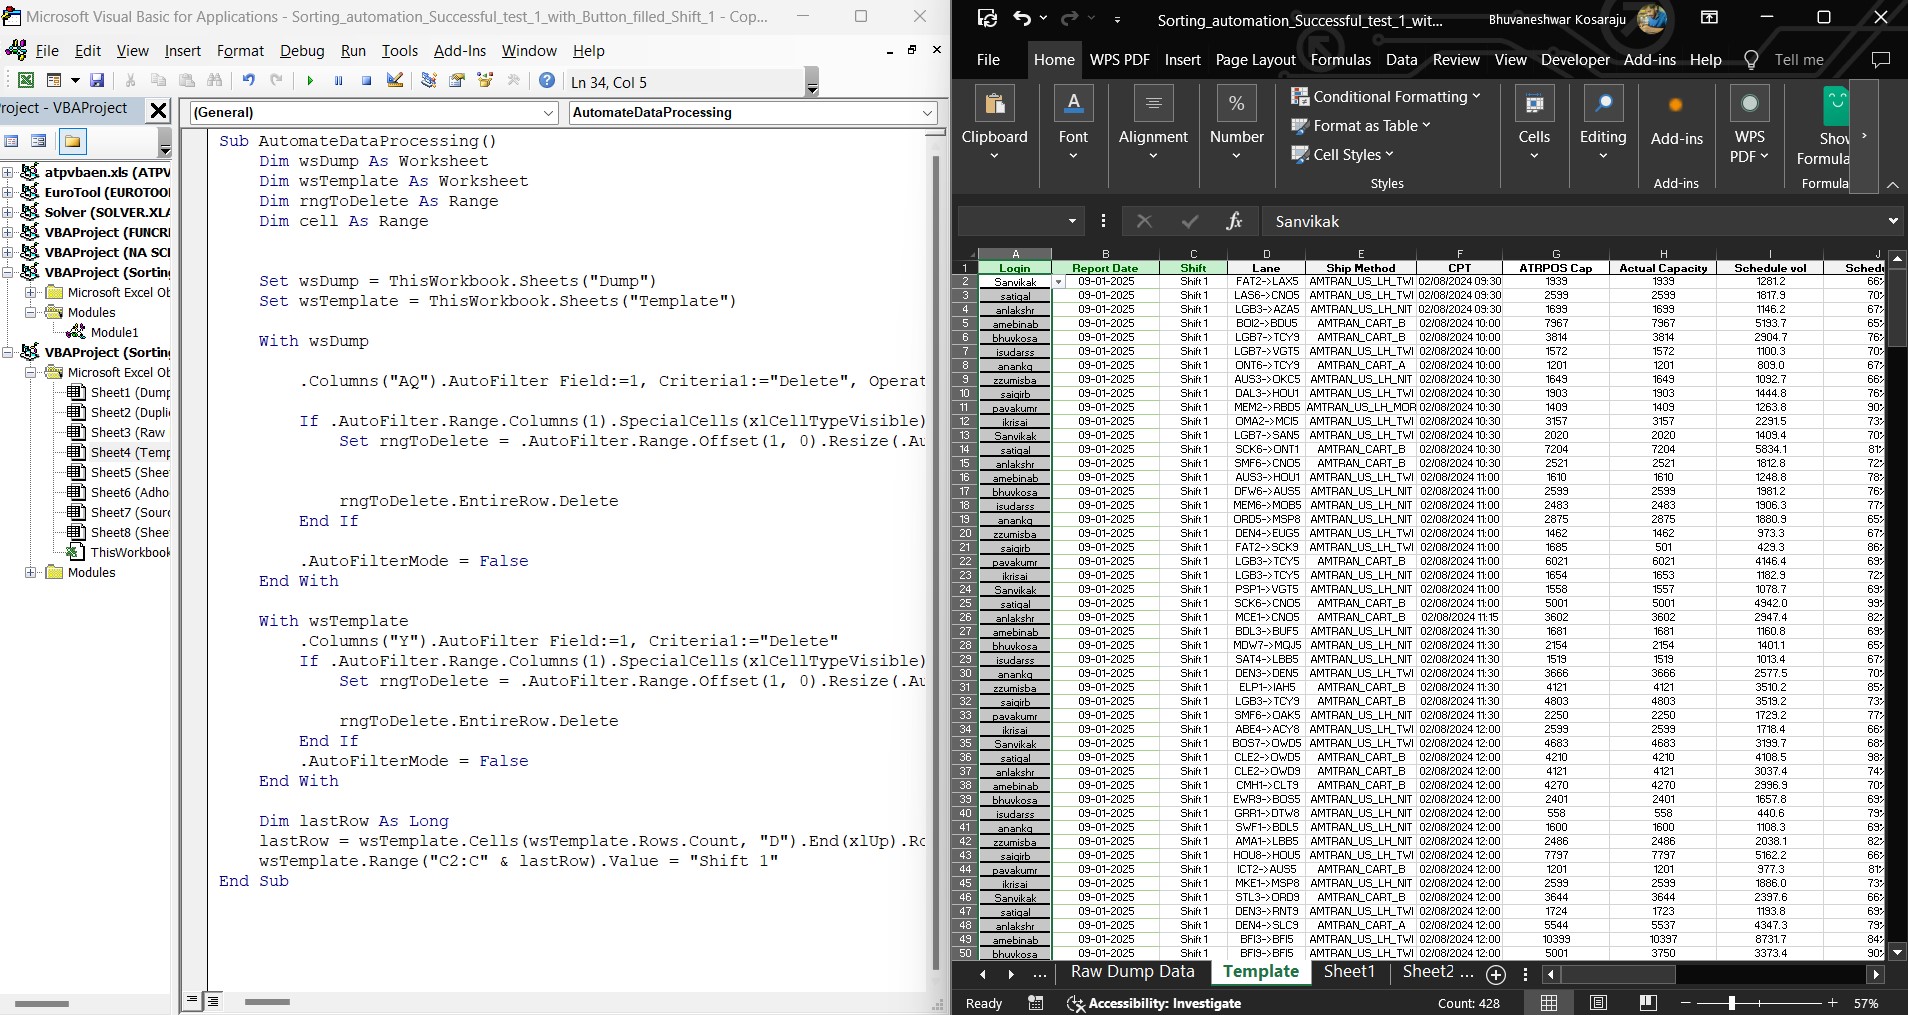 Microsoft Visual Basic for Applications - Sorting_automation_Successful_test_1_with_Button_filled_Shift_1 - Cop...
File Edit View Insert Format Debug Run Tools Add-Ins Window Help
Ln 34, Col 5
roject - VBAProject
(General)
AutomateDataProcessing
atpvbaen.xls (ATPV
EuroTool (EUROTOO
Solver (SOLVER.XLA
VBAProject (FUNCRI
VBAProject (NA SC
VBAProject (Sortin
Microsoft Excel Ob
Modules
Module1
VBAProject (Sortin
Microsoft Excel Ob
Sheet1 (Dump
Sheet2 (Dupli
Sheet3 (Raw
Sheet4 (Temp
Sheet5 (Shee
Sheet6 (Adho
Sheet7 (Sourc
Sheet8 (Shee
ThisWorkbook
Modules
Sub AutomateDataProcessing()
Dim wsDump As Worksheet
Dim wsTemplate As Worksheet
Dim rngToDelete As Range
Dim cell As Range
Set wsDump = ThisWorkbook.Sheets("Dump")
Set wsTemplate = ThisWorkbook.Sheets("Template")
With wsDump
.Columns("AQ").AutoFilter Field:=1, Criteria1:="Delete", Operat
If .AutoFilter.Range.Columns(1).SpecialCells(xlCellTypeVisible)
Set rngToDelete = .AutoFilter.Range.Offset(1, 0).Resize(.Au
rngToDelete.EntireRow.Delete
End If
.AutoFilterMode = False
End With
With wsTemplate
.Columns("Y").AutoFilter Field:=1, Criteria1:="Delete"
If .AutoFilter.Range.Columns(1).SpecialCells(xlCellTypeVisible)
Set rngToDelete = .AutoFilter.Range.Offset(1, 0).Resize(.Au
rngToDelete.EntireRow.Delete
End If
.AutoFilterMode = False
End With
Dim lastRow As Long
lastRow = wsTemplate.Cells(wsTemplate.Rows.Count, "D").End(xlUp).Ro
wsTemplate.Range("C2:C" & lastRow).Value = "Shift 1"
End Sub
Sorting_automation_Successful_test_1_wit...
Bhuvaneshwar Kosaraju
File Home WPS PDF Insert Page Layout Formulas Data Review View Developer Add-ins Help Tell me
Clipboard
Font
Alignment
Number
Conditional Formatting
Format as Table
Cell Styles
Styles
Cells
Editing
Add-ins
Add-ins
WPS PDF
Show
Formula
Formula
fx Sanvikak
A B C D E F G H I J
1 Login Report Date Shift Lane Ship Method CPT ATRPOS Cap Actual Capacity Schedule vol Schedu
2 Sanvikak 09-01-2025 Shift 1 FAT2->LAX5 AMTRAN_US_LH_TWI 02/08/2024 09:30 1939 1939 1281.2 66%
3 satigal 09-01-2025 Shift 1 LAS6->CNO5 AMTRAN_US_LH_TWI 02/08/2024 09:30 2599 2599 1817.9 70%
4 anlakshr 09-01-2025 Shift 1 LGB3->AZA5 AMTRAN_US_LH_NIT 02/08/2024 09:30 1699 1699 1146.2 67%
5 amebinab 09-01-2025 Shift 1 BOI2->BDU5 AMTRAN_CART_B 02/08/2024 10:00 7967 7967 5193.7 65%
6 bhuvkosa 09-01-2025 Shift 1 LGB7->TCY9 AMTRAN_CART_B 02/08/2024 10:00 3814 3814 2904.7 76%
7 isudarss 09-01-2025 Shift 1 LGB7->VGT5 AMTRAN_US_LH_TWI 02/08/2024 10:00 1572 1572 1100.3 70%
8 anankq 09-01-2025 Shift 1 ONT6->TCY9 AMTRAN_CART_A 02/08/2024 10:00 1201 1201 809.0 67%
9 zzumisba 09-01-2025 Shift 1 AUS3->OKC5 AMTRAN_US_LH_TWI 02/08/2024 10:30 1649 1649 1092.7 66%
10 saigirb 09-01-2025 Shift 1 DAL3->HOU1 AMTRAN_US_LH_TWI 02/08/2024 10:30 1903 1903 1444.8 76%
11 pavakumr 09-01-2025 Shift 1 MEM2->RBD5 AMTRAN_US_LH_MOR 02/08/2024 10:30 1409 1409 1263.8 90%
12 ikrisai 09-01-2025 Shift 1 OMA2->MCI5 AMTRAN_US_LH_TWI 02/08/2024 10:30 3157 3157 2291.5 73%
13 Sanvikak 09-01-2025 Shift 1 LGB7->SAN5 AMTRAN_US_LH_NIT 02/08/2024 10:30 2020 2020 1409.4 70%
14 satigal 09-01-2025 Shift 1 SCK6->ONT1 AMTRAN_CART_B 02/08/2024 10:30 7204 7204 5834.1 81%
15 anlakshr 09-01-2025 Shift 1 SMF6->CNO5 AMTRAN_CART_B 02/08/2024 10:30 2521 2521 1812.8 72%
16 amebinab 09-01-2025 Shift 1 AUS3->HOU1 AMTRAN_US_LH_TWI 02/08/2024 11:00 1610 1610 1248.8 78%
17 bhuvkosa 09-01-2025 Shift 1 DFW6->AUS5 AMTRAN_US_LH_NIT 02/08/2024 11:00 2599 2599 1981.2 76%
18 isudarss 09-01-2025 Shift 1 MEM6->MOB5 AMTRAN_US_LH_NIT 02/08/2024 11:00 2483 2483 1906.3 77%
19 anankq 09-01-2025 Shift 1 ORD5->MSP8 AMTRAN_US_LH_NIT 02/08/2024 11:00 2875 2875 1880.9 65%
20 zzumisba 09-01-2025 Shift 1 DEN4->EUG5 AMTRAN_US_LH_TWI 02/08/2024 11:00 1462 1462 973.3 67%
21 saigirb 09-01-2025 Shift 1 FAT2->SCK9 AMTRAN_US_LH_NIT 02/08/2024 11:00 1685 501 429.3 86%
22 pavakumr 09-01-2025 Shift 1 LGB3->TCY5 AMTRAN_CART_B 02/08/2024 11:00 6021 6021 4146.4 69%
23 ikrisai 09-01-2025 Shift 1 LGB3->TCY5 AMTRAN_US_LH_NIT 02/08/2024 11:00 1654 1653 1182.9 72%
24 Sanvikak 09-01-2025 Shift 1 PSP1->VGT5 AMTRAN_US_LH_NIT 02/08/2024 11:00 1558 1557 1078.7 69%
25 satigal 09-01-2025 Shift 1 SCK6->CNO5 AMTRAN_CART_B 02/08/2024 11:00 5001 5001 4942.0 99%
26 anlakshr 09-01-2025 Shift 1 MCE1->CNO5 AMTRAN_CART_B 02/08/2024 11:15 3602 3602 2947.4 82%
27 amebinab 09-01-2025 Shift 1 BDL3->BUF5 AMTRAN_US_LH_NIT 02/08/2024 11:30 1681 1681 1160.8 69%
28 bhuvkosa 09-01-2025 Shift 1 MDW7->MQJ5 AMTRAN_US_LH_NIT 02/08/2024 11:30 2154 2154 1401.1 65%
29 isudarss 09-01-2025 Shift 1 SAT4->LBB5 AMTRAN_US_LH_NIT 02/08/2024 11:30 1519 1519 1013.4 67%
30 anankq 09-01-2025 Shift 1 DEN3->DEN5 AMTRAN_US_LH_TWI 02/08/2024 11:30 3666 3666 2577.5 70%
31 zzumisba 09-01-2025 Shift 1 ELP1->IAH5 AMTRAN_CART_B 02/08/2024 11:30 4121 4121 3510.2 85%
32 saigirb 09-01-2025 Shift 1 LGB3->TCY9 AMTRAN_CART_B 02/08/2024 11:30 4803 4803 3519.2 73%
33 pavakumr 09-01-2025 Shift 1 SMF6->OAK5 AMTRAN_US_LH_NIT 02/08/2024 11:30 2250 2250 1729.2 77%
34 ikrisai 09-01-2025 Shift 1 ABE4->ACY8 AMTRAN_US_LH_TWI 02/08/2024 12:00 2599 2599 1718.4 66%
35 Sanvikak 09-01-2025 Shift 1 BOS7->OWD5 AMTRAN_US_LH_TWI 02/08/2024 12:00 4683 4683 3199.7 68%
36 satigal 09-01-2025 Shift 1 CLE2->OWD5 AMTRAN_CART_B 02/08/2024 12:00 4210 4210 4108.5 98%
37 anlakshr 09-01-2025 Shift 1 CLE2->OWD9 AMTRAN_CART_B 02/08/2024 12:00 4121 4121 3037.4 74%
38 amebinab 09-01-2025 Shift 1 CMH1->CLT9 AMTRAN_CART_B 02/08/2024 12:00 4270 4270 2996.9 70%
39 bhuvkosa 09-01-2025 Shift 1 EWR9->BOS5 AMTRAN_US_LH_NIT 02/08/2024 12:00 2401 2401 1657.8 69%
40 isudarss 09-01-2025 Shift 1 GRR1->DTW8 AMTRAN_US_LH_NIT 02/08/2024 12:00 558 558 440.6 79%
41 anankq 09-01-2025 Shift 1 SWF1->BDL5 AMTRAN_US_LH_NIT 02/08/2024 12:00 1600 1600 1108.3 69%
42 zzumisba 09-01-2025 Shift 1 AMA1->LBB5 AMTRAN_US_LH_NIT 02/08/2024 12:00 2486 2486 2038.1 82%
43 saigirb 09-01-2025 Shift 1 HOU8->HOU5 AMTRAN_US_LH_TWI 02/08/2024 12:00 7797 7797 5162.2 66%
44 pavakumr 09-01-2025 Shift 1 ICT2->AUS5 AMTRAN_CART_B 02/08/2024 12:00 1201 1201 977.3 81%
45 ikrisai 09-01-2025 Shift 1 MKE1->MSP8 AMTRAN_US_LH_NIT 02/08/2024 12:00 2599 2599 1886.0 73%
46 Sanvikak 09-01-2025 Shift 1 STL3->ORD9 AMTRAN_CART_B 02/08/2024 12:00 3644 3644 2397.6 66%
47 satigal 09-01-2025 Shift 1 DEN3->RNT9 AMTRAN_US_LH_TWI 02/08/2024 12:00 1724 1723 1193.8 69%
48 anlakshr 09-01-2025 Shift 1 DEN4->SLC9 AMTRAN_CART_A 02/08/2024 12:00 5544 5537 4347.3 79%
49 amebinab 09-01-2025 Shift 1 BFI3->BFI5 AMTRAN_US_LH_TWI 02/08/2024 12:00 10399 10397 8731.7 84%
50 bhuvkosa 09-01-2025 Shift 1 BFI9->BFI5 AMTRAN_US_LH_NIT 02/08/2024 12:00 5001 3750 3373.4 90%
... Raw Dump Data Template Sheet1 Sheet2 ...
Ready Accessibility: Investigate Count: 428 57%